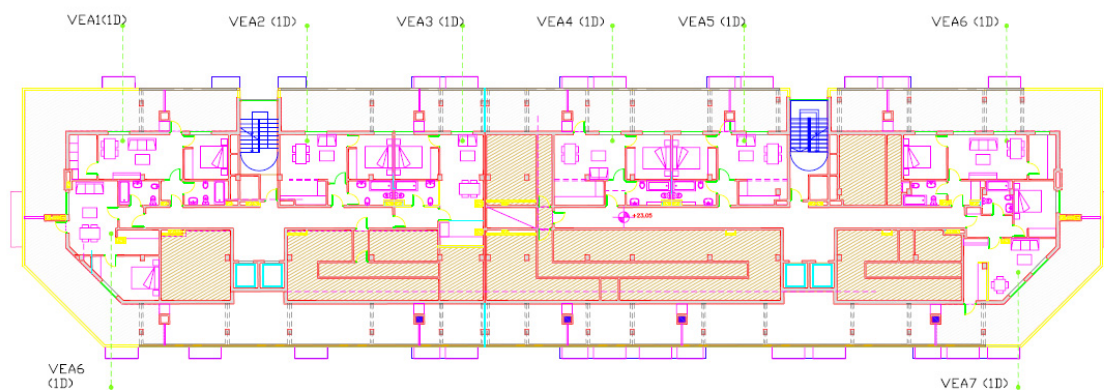 VEA1(1D) VEA2 (1D) VEA3 (1D) VEA4 (1D) VEA5 (1D) VEA6 (1D)
+23,05
VEA6
(1D)
VEA7 (1D)